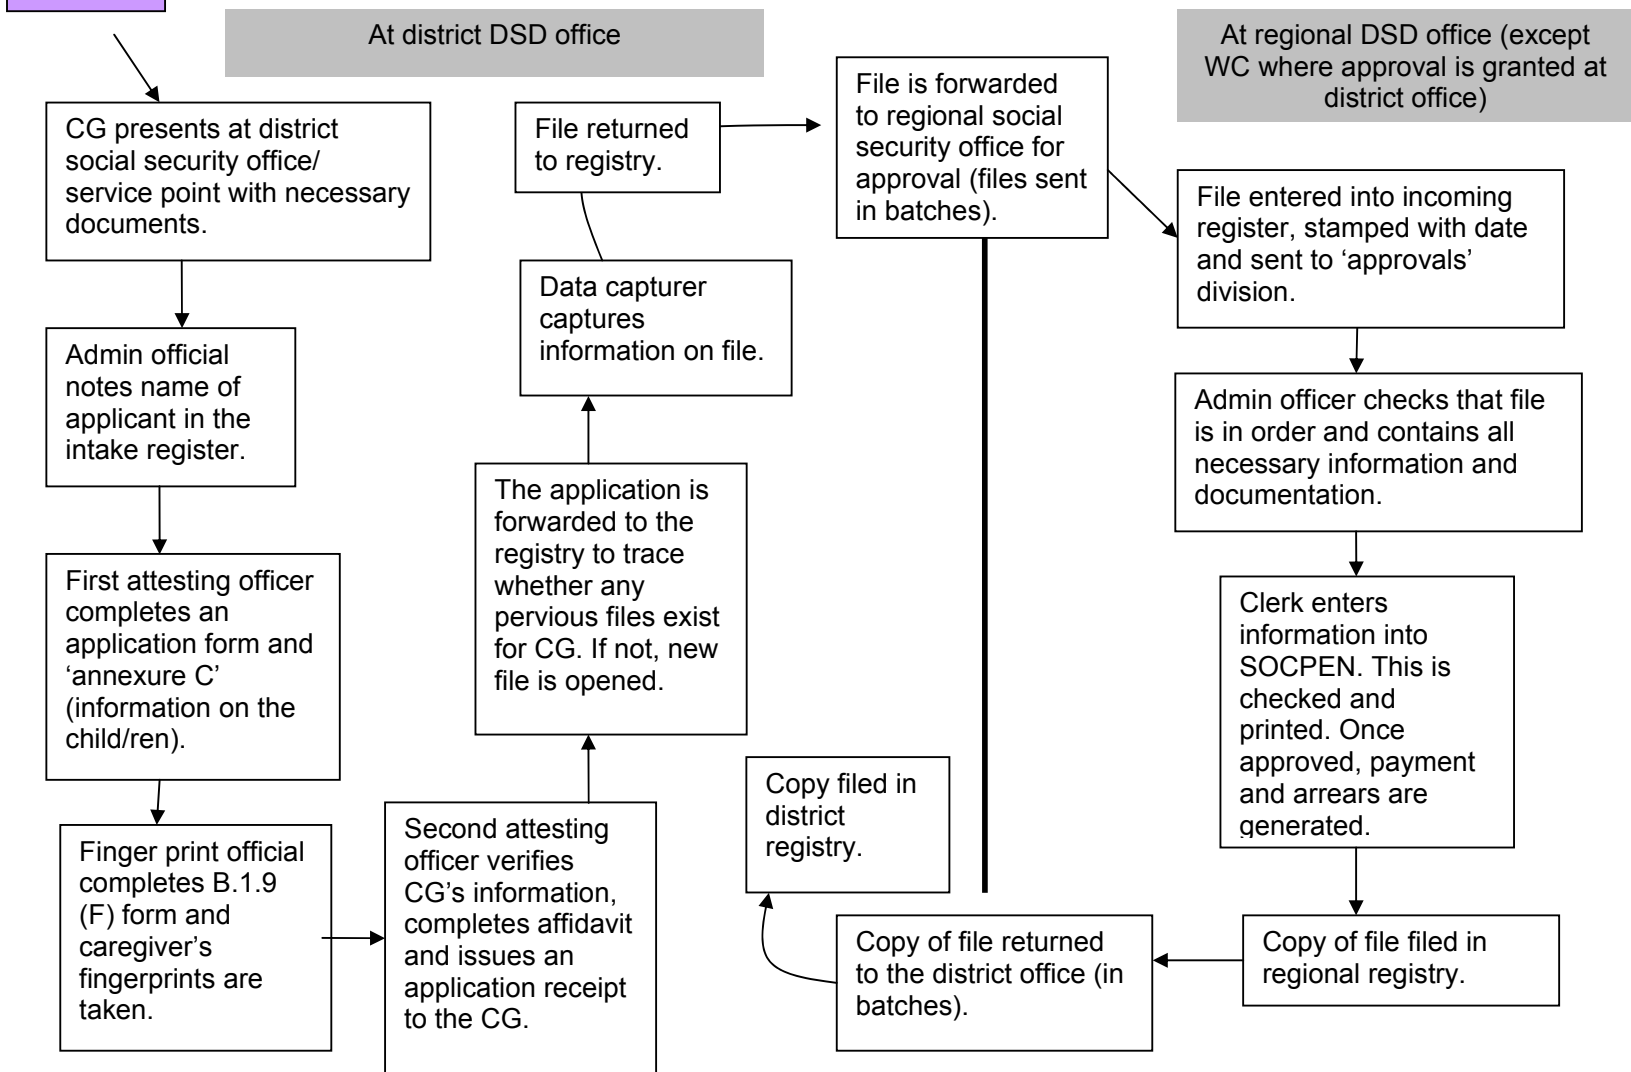 At district DSD office
At regional DSD office (except
WC where approval is granted at
district office)
CG presents at district
social security office/
service point with necessary
documents.
Admin official
notes name of
applicant in the
intake register.
First attesting officer
completes an
application form and
‘annexure C’
(information on the
child/ren).
Finger print official
completes B.1.9
(F) form and
caregiver’s
fingerprints are
taken.
Second attesting
officer verifies
CG’s information,
completes affidavit
and issues an
application receipt
to the CG.
The application is
forwarded to the
registry to trace
whether any
pervious files exist
for CG. If not, new
file is opened.
Data capturer
captures
information on file.
File returned
to registry.
File is forwarded
to regional social
security office for
approval (files sent
in batches).
File entered into incoming
register, stamped with date
and sent to ‘approvals’
division.
Admin officer checks that file
is in order and contains all
necessary information and
documentation.
Clerk enters
information into
SOCPEN. This is
checked and
printed. Once
approved, payment
and arrears are
generated.
Copy of file filed in
regional registry.
Copy of file returned
to the district office (in
batches).
Copy filed in
district
registry.